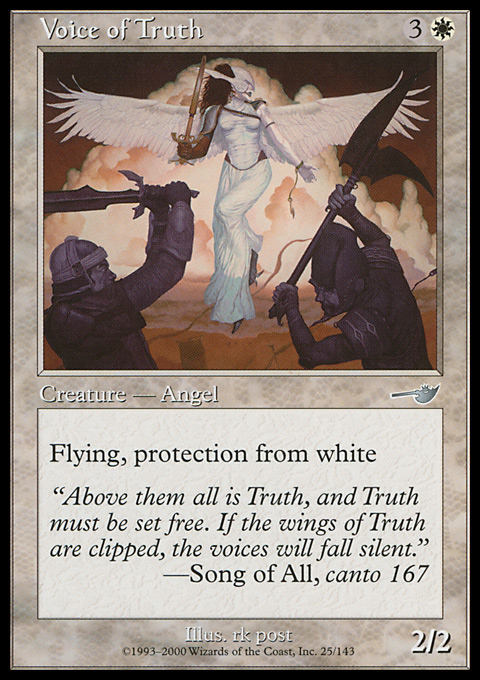 Voice of Truth 3
Creature — Angel
Flying, protection from white
“Above them all is Truth, and Truth
must be set free. If the wings of Truth
are clipped, the voices will fall silent.”
—Song of All, canto 167
Illus. rk post
©1993–2000 Wizards of the Coast, Inc. 25/143
2/2